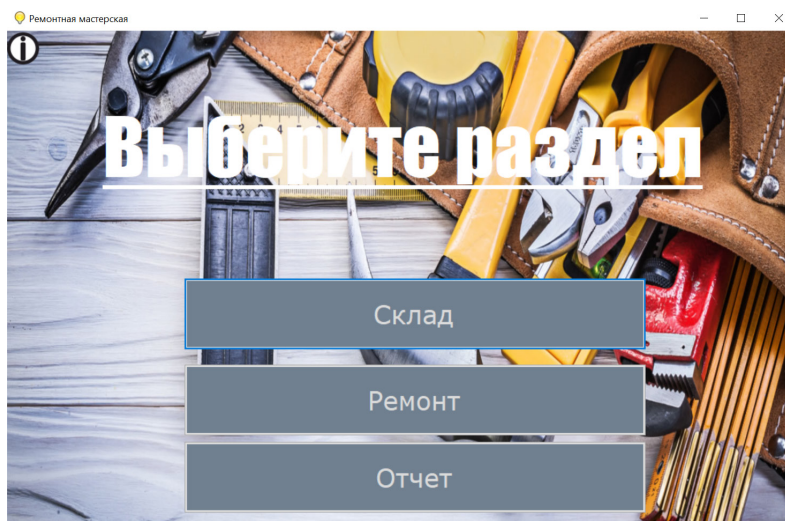 Ремонтная мастерская
Выберите раздел
Склад
Ремонт
Отчет